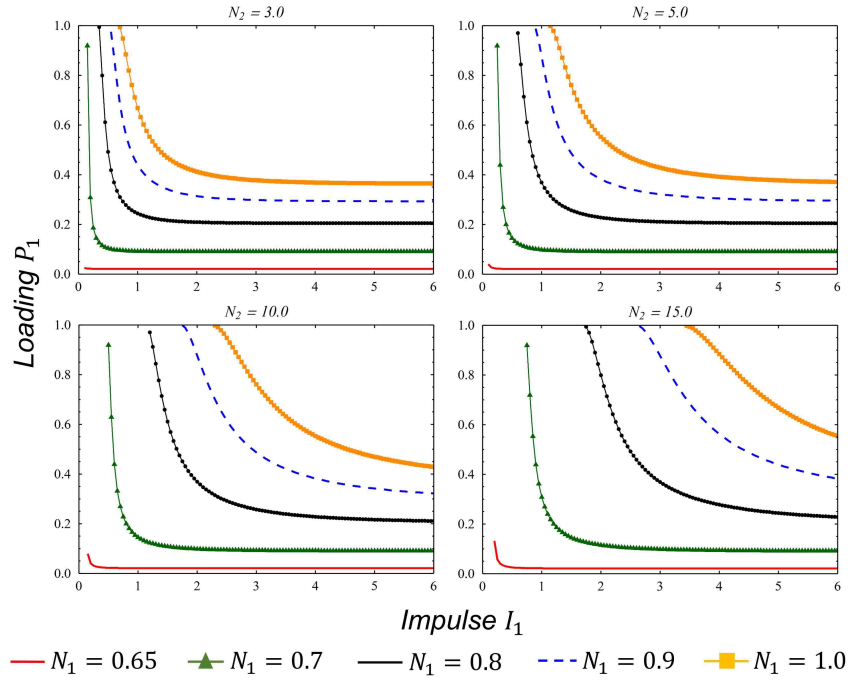 N₂ = 3.0
N₂ = 5.0
1.0
0.8
0.6
0.4
0.2
0.0
0 1 2 3 4 5 6
1.0
0.8
0.6
0.4
0.2
0.0
0 1 2 3 4 5 6
Loading P₁
N₂ = 10.0
N₂ = 15.0
1.0
0.8
0.6
0.4
0.2
0.0
0 1 2 3 4 5 6
1.0
0.8
0.6
0.4
0.2
0.0
0 1 2 3 4 5 6
Impulse I₁
N₁ = 0.65 N₁ = 0.7 N₁ = 0.8 N₁ = 0.9 N₁ = 1.0